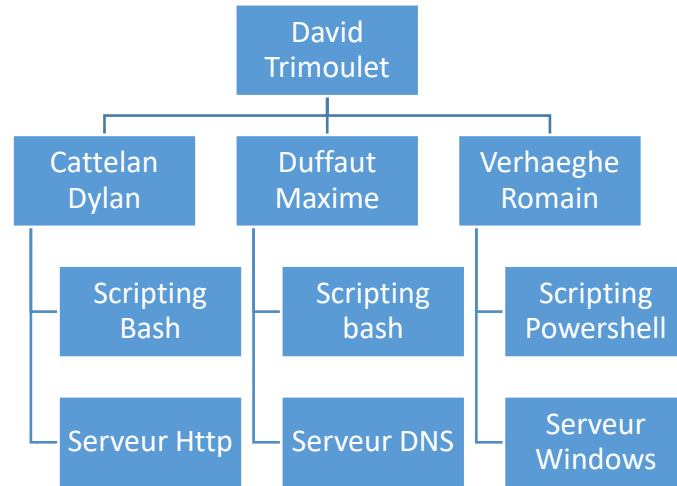 David
Trimoulet
Cattelan
Dylan
Duffaut
Maxime
Verhaeghe
Romain
Scripting
Bash
Scripting
bash
Scripting
Powershell
Serveur Http
Serveur DNS
Serveur
Windows